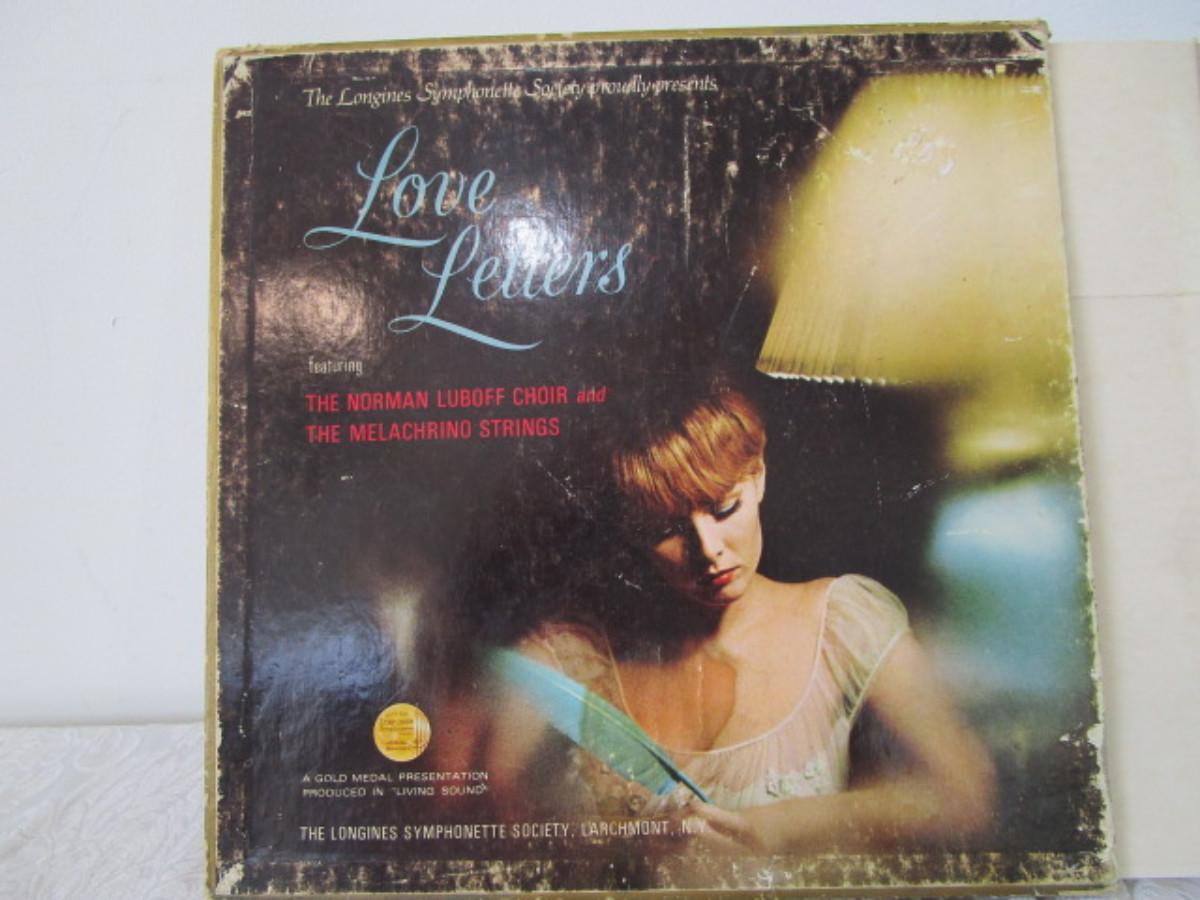 The Longines Symphonette Society proudly presents
Love
Letters
featuring
THE NORMAN LUBOFF CHOIR and
THE MELACHRINO STRINGS
A GOLD MEDAL PRESENTATION
PRODUCED IN "LIVING SOUND"
THE LONGINES SYMPHONETTE SOCIETY, LARCHMONT, N.Y.